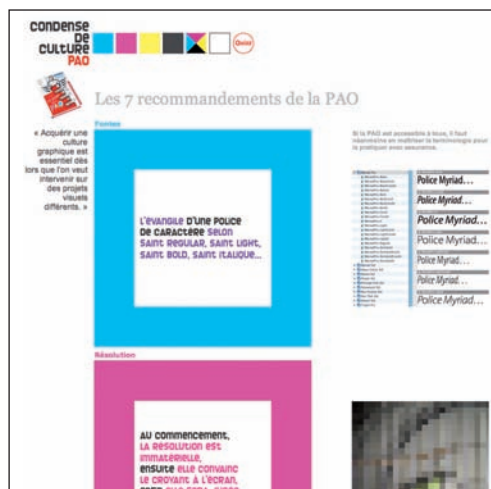 CONDENSE
DE
CULTURE
PAO
Quizz
Les 7 recommandements de la PAO
« Acquérir une
culture
graphique est
essentiel dès
lors que l'on veut
intervenir sur
des projets
visuels
différents. »
Fontes
L'évangile d'une police
de caractère selon
Saint Regular, Saint Light,
Saint Bold, Saint Italique...
Si la PAO est accessible à tous, il faut
néanmoins en maîtriser la terminologie pour
la pratiquer avec assurance.
Police Myriad...
Police Myriad...
Police Myriad...
Police Myriad...
Police Myriad...
Police Myriad...
Police Myriad...
Résolution
Au commencement,
la résolution est
immatérielle,
ensuite elle convainc
le croyant à l'écran,